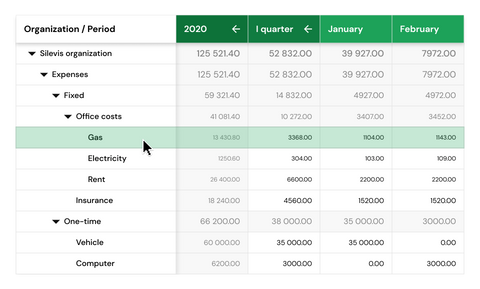 Organization / Period 2020 I quarter January February
Silevis organization 125 521.40 52 832.00 39 927.00 7972.00
Expenses 125 521.40 52 832.00 39 927.00 7972.00
Fixed 59 321.40 14 832.00 4927.00 4972.00
Office costs 41 081.40 10 272.00 3407.00 3452.00
Gas 13 430.80 3368.00 1104.00 1143.00
Electricity 1250.60 304.00 103.00 109.00
Rent 26 400.00 6600.00 2200.00 2200.00
Insurance 18 240.00 4560.00 1520.00 1520.00
One-time 66 200.00 38 000.00 35 000.00 3000.00
Vehicle 60 000.00 35 000.00 35 000.00 0.00
Computer 6200.00 3000.00 0.00 3000.00